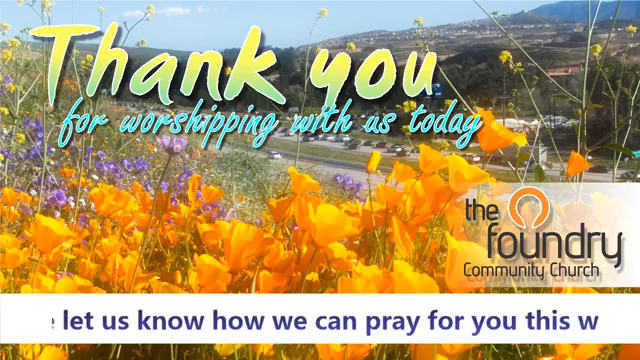 Thank you
for worshipping with us today
the
foundry
Community Church
e let us know how we can pray for you this w